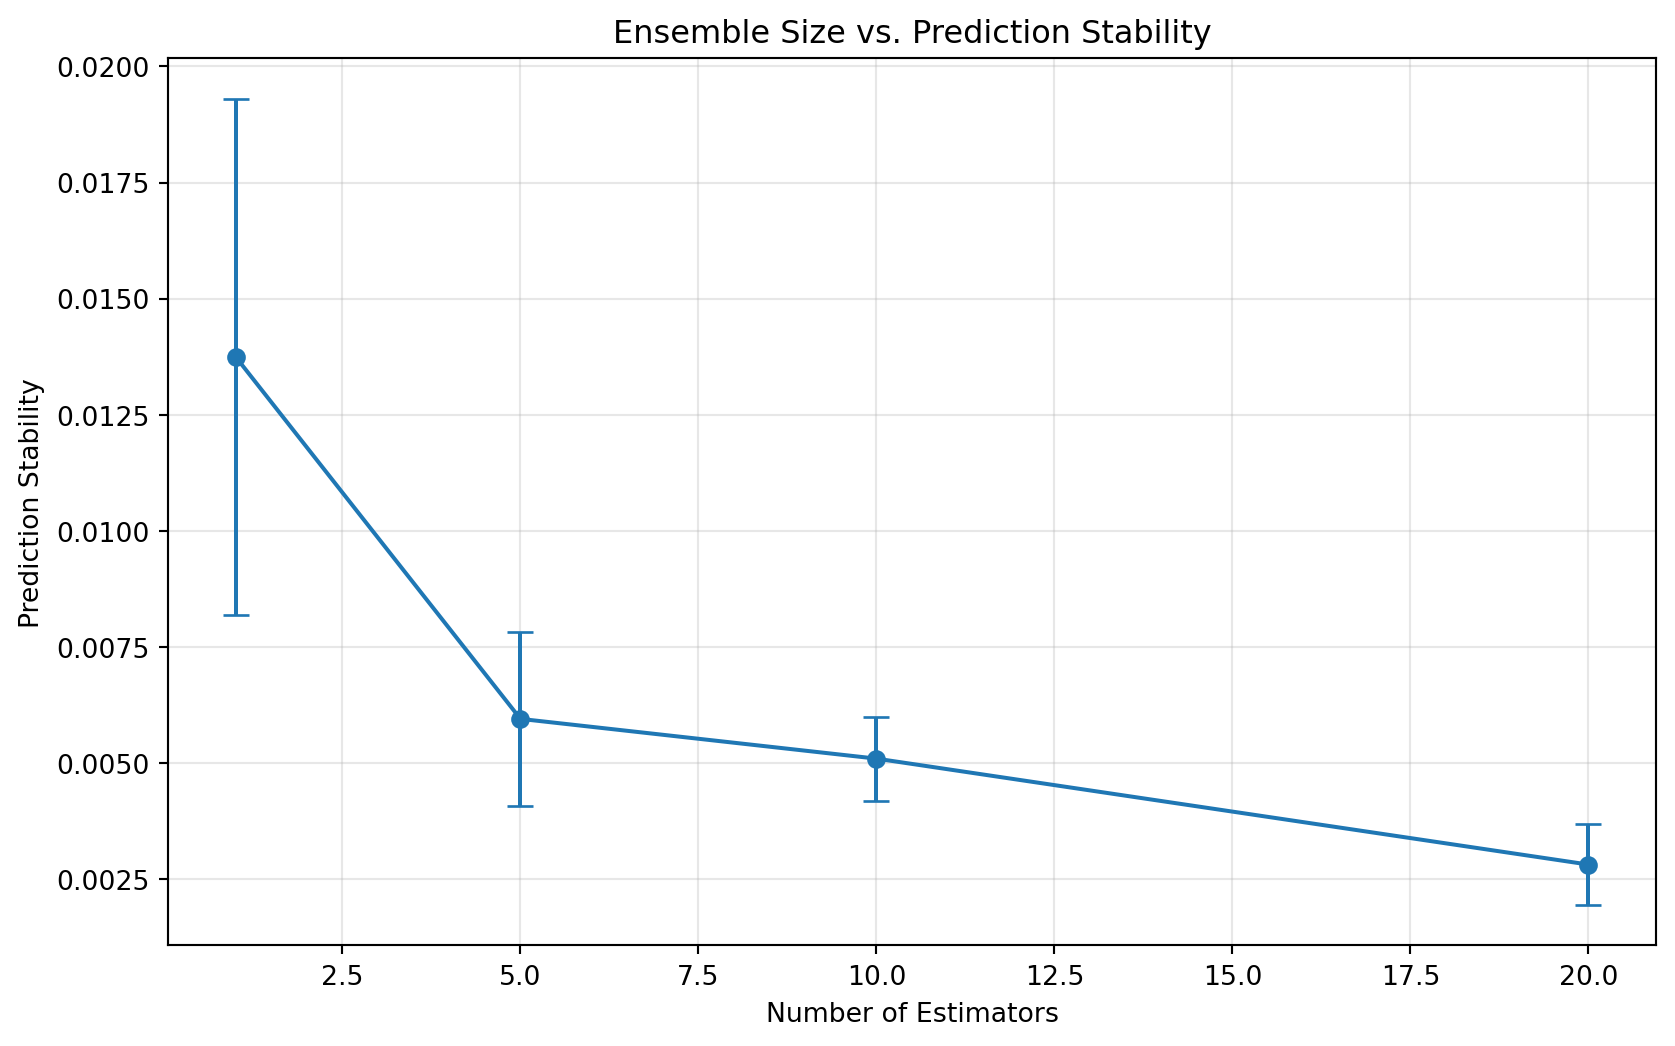 Ensemble Size vs. Prediction Stability
0.0200
0.0175
0.0150
0.0125
0.0100
0.0075
0.0050
0.0025
Prediction Stability
2.5 5.0 7.5 10.0 12.5 15.0 17.5 20.0
Number of Estimators